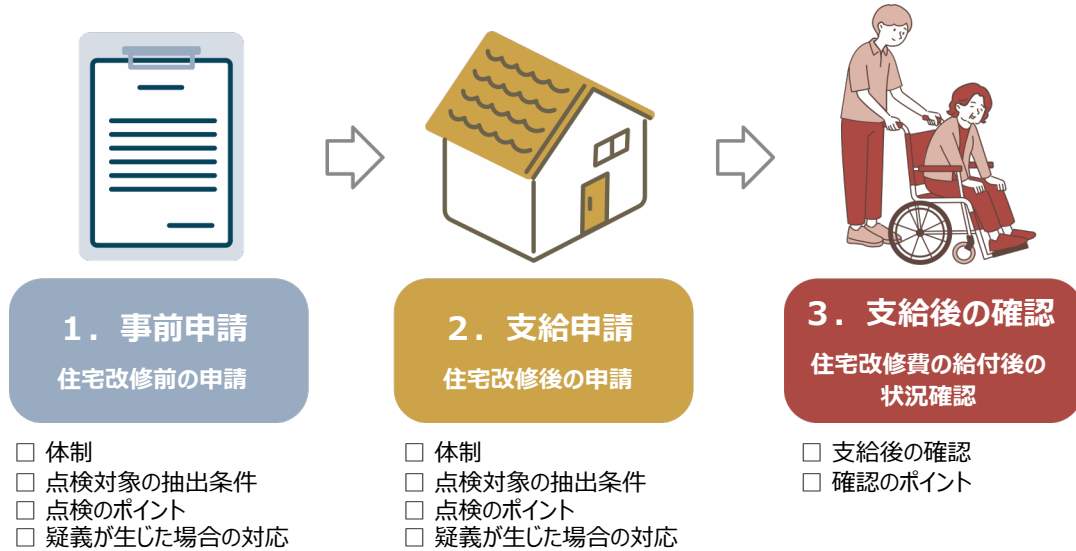 １．事前申請
住宅改修前の申請
□ 体制
□ 点検対象の抽出条件
□ 点検のポイント
□ 疑義が生じた場合の対応
２．支給申請
住宅改修後の申請
□ 体制
□ 点検対象の抽出条件
□ 点検のポイント
□ 疑義が生じた場合の対応
３．支給後の確認
住宅改修費の給付後の
状況確認
□ 支給後の確認
□ 確認のポイント